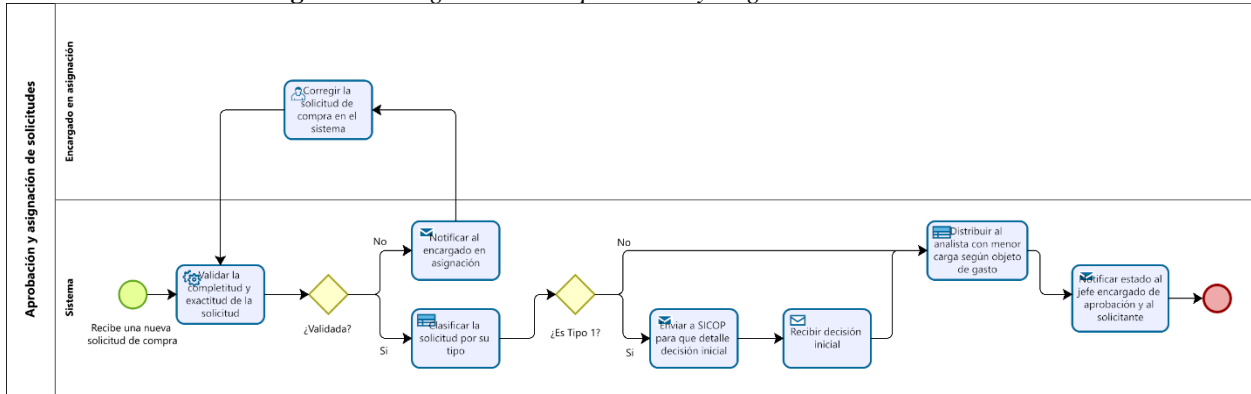 Aprobación y asignación de solicitudes
Encargado en asignación
Corregir la
solicitud de
compra en el
sistema
Sistema
Recibe una nueva
solicitud de compra
Validar la
completitud y
exactitud de la
solicitud
¿Validada?
No
Notificar al
encargado en
asignación
Si
Clasificar la
solicitud por su
tipo
¿Es Tipo 1?
No
Si
Enviar a SICOP
para que detalle
decisión inicial
Recibir decisión
inicial
Distribuir al
analista con menor
carga según objeto
de gasto
Notificar estado al
jefe encargado de
aprobación y al
solicitante